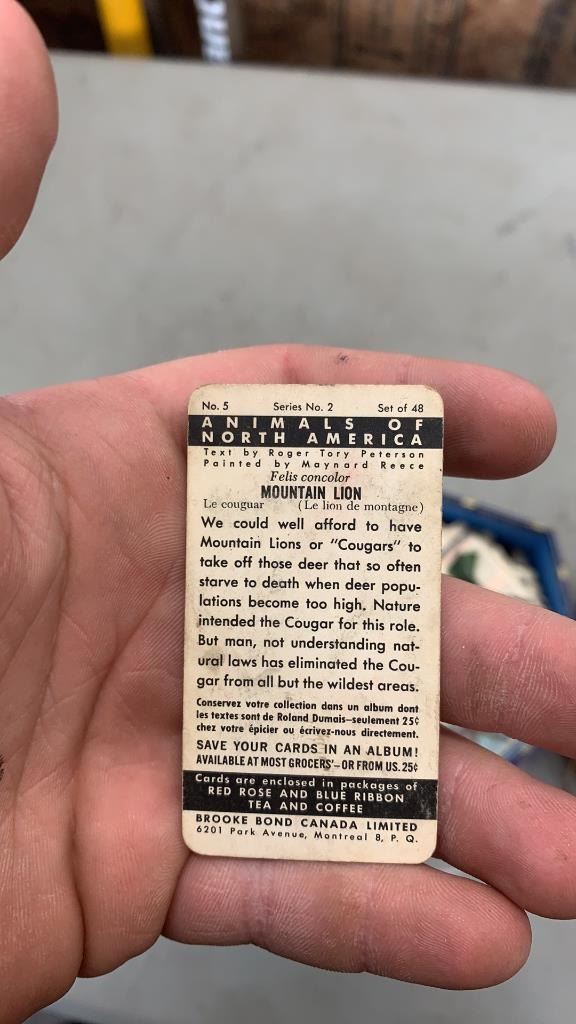 No. 5 Series No. 2 Set of 48
ANIMALS OF
NORTH AMERICA
Text by Roger Tory Peterson
Painted by Maynard Reece
Felis concolor
MOUNTAIN LION
Le couguar (Le lion de montagne)
We could well afford to have
Mountain Lions or "Cougars" to
take off those deer that so often
starve to death when deer popu-
lations become too high. Nature
intended the Cougar for this role.
But man, not understanding nat-
ural laws has eliminated the Cou-
gar from all but the wildest areas.
Conservez votre collection dans un album dont
les textes sont de Roland Dumais—seulement 25¢
chez votre épicier ou écrivez-nous directement.
SAVE YOUR CARDS IN AN ALBUM!
AVAILABLE AT MOST GROCERS'—OR FROM US. 25¢
Cards are enclosed in packages of
RED ROSE AND BLUE RIBBON
TEA AND COFFEE
BROOKE BOND CANADA LIMITED
6201 Park Avenue, Montreal 8, P. Q.